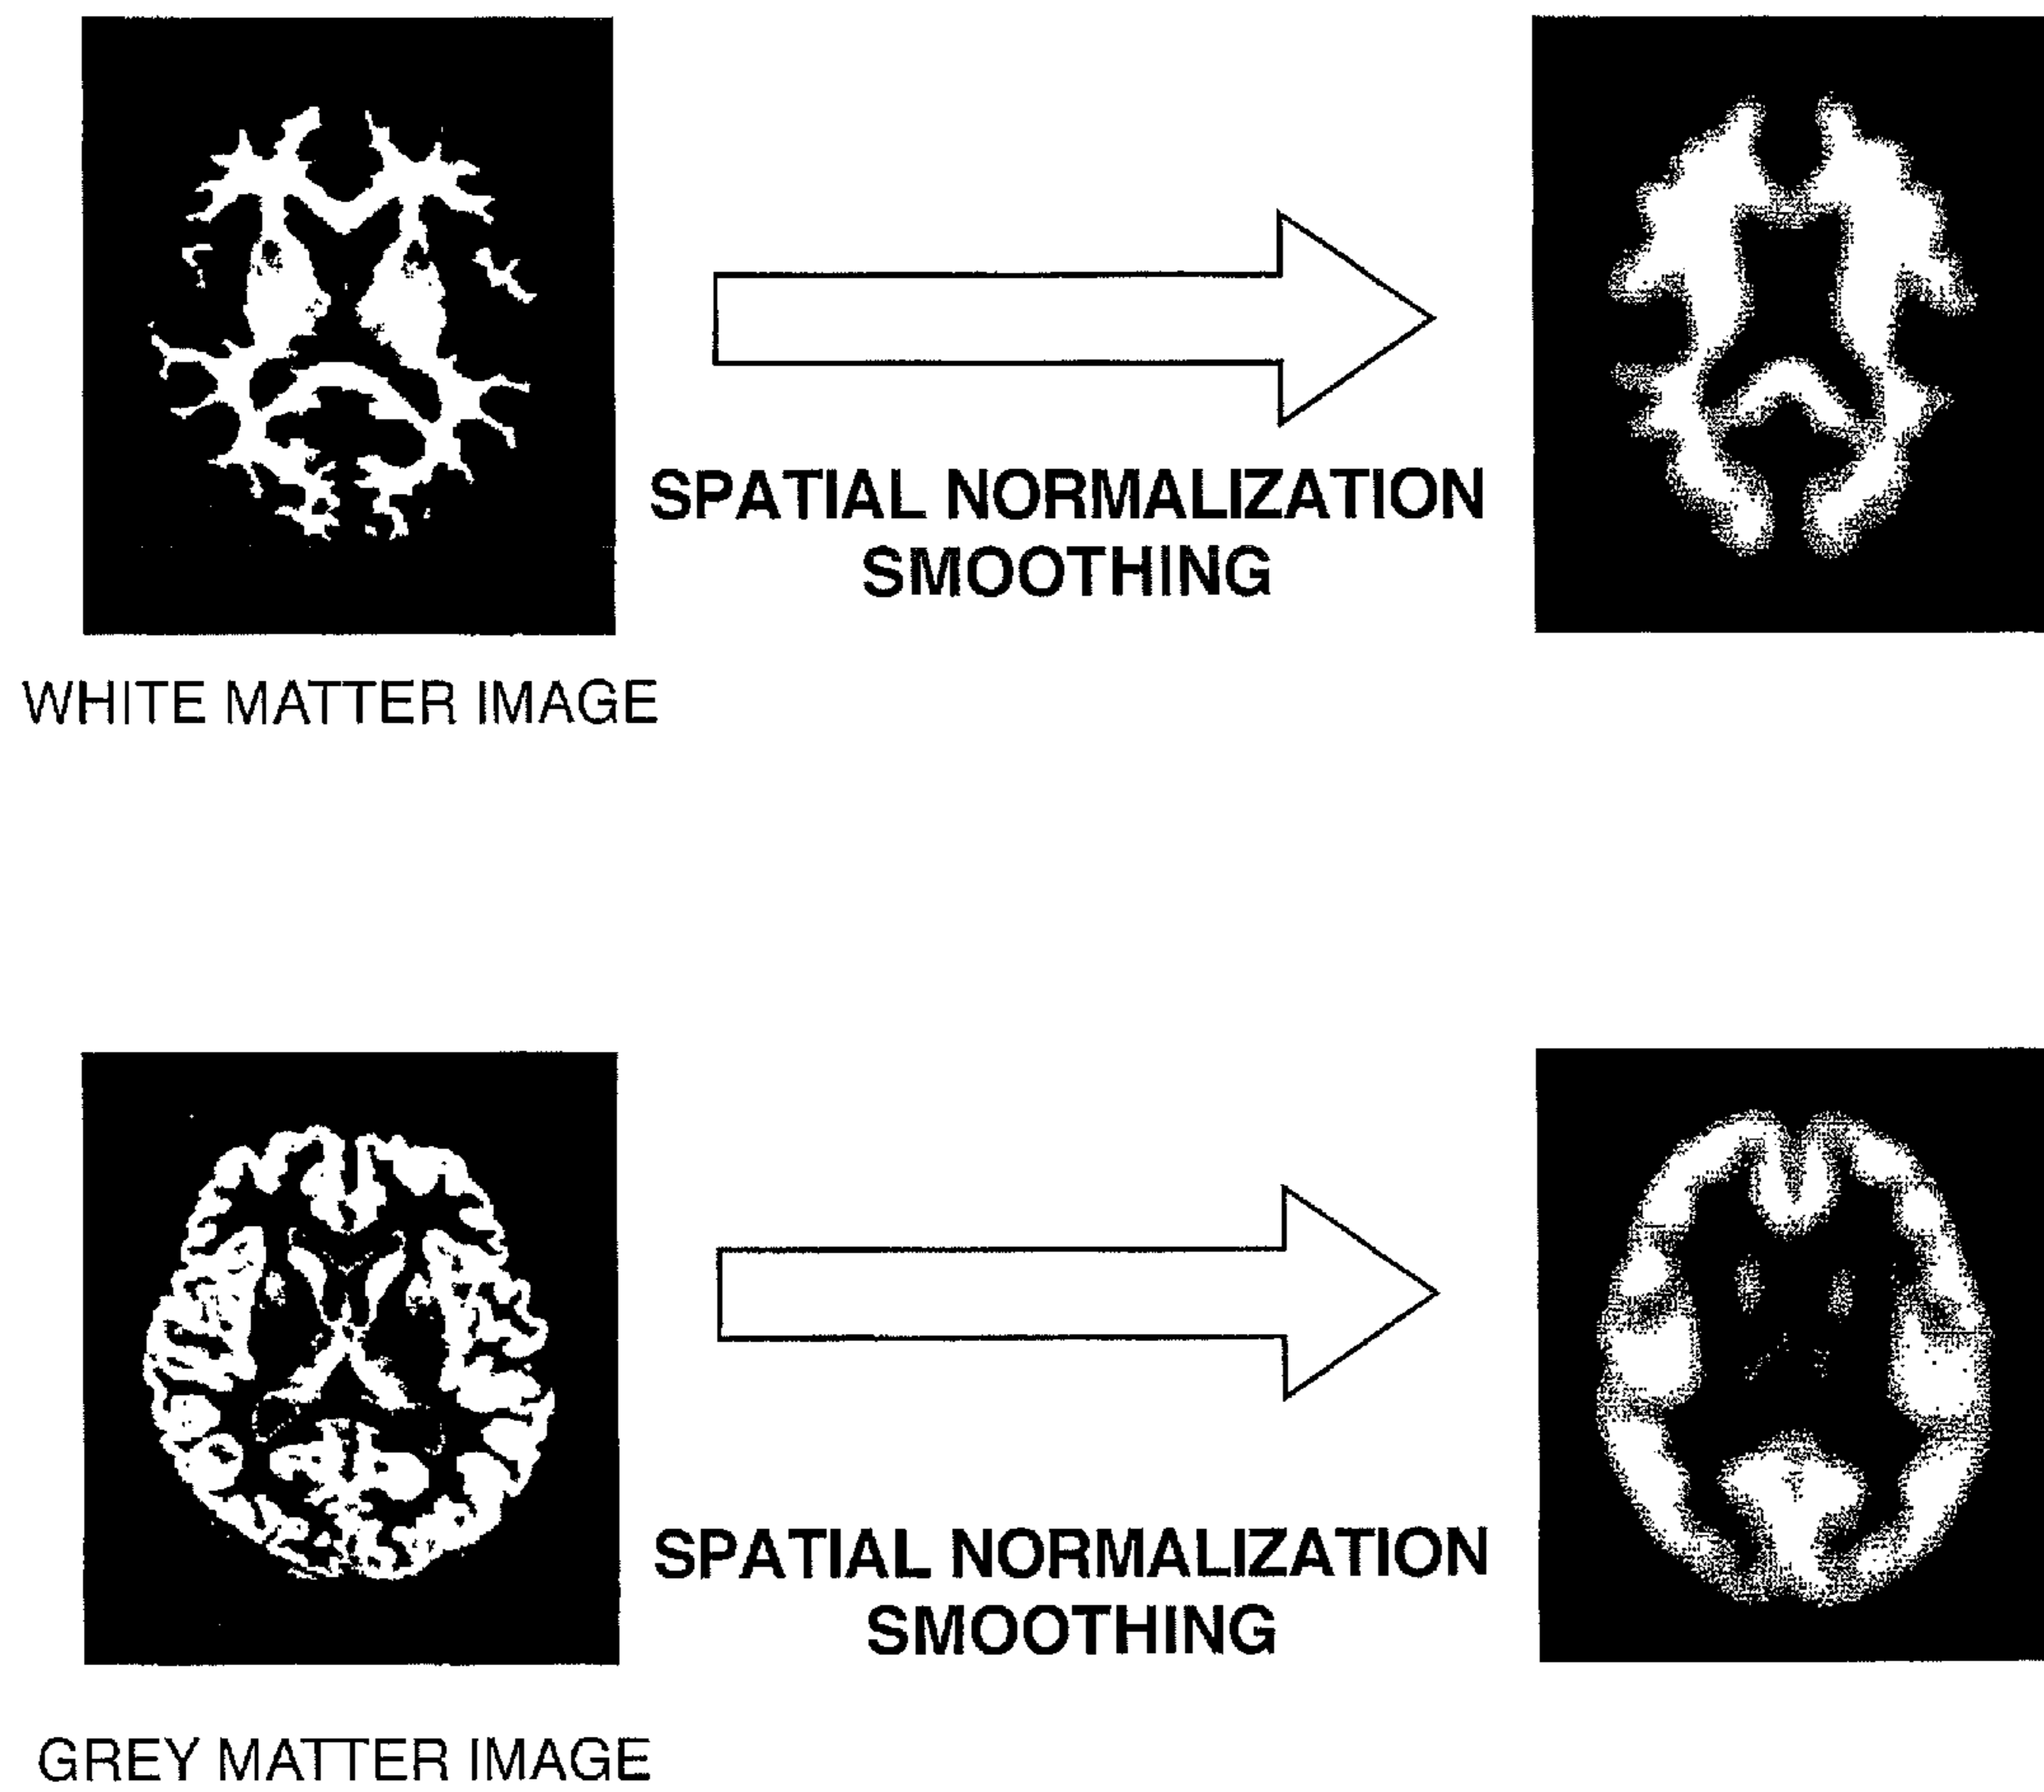 SPATIAL NORMALIZATION
SMOOTHING
WHITE MATTER IMAGE
SPATIAL NORMALIZATION
SMOOTHING
GREY MATTER IMAGE